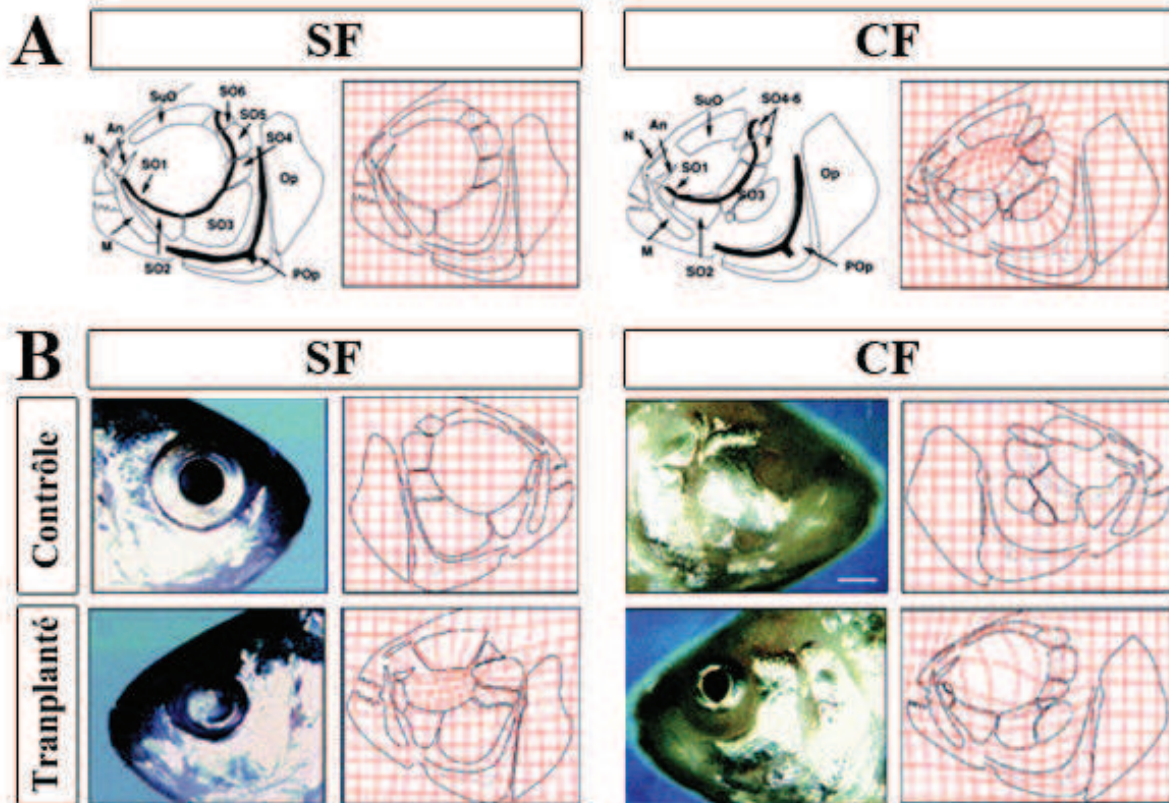 A
SF
CF
SO6
SuO
SO5
An
N
SO4
SO1
Op
SO3
M
SO2
POp
SO4-6
SuO
An
N
SO1
Op
SO3
M
SO2
POp
B
SF
CF
Contrôle
Tranplanté